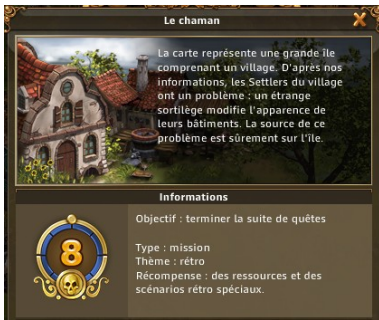 Le chaman
La carte représente une grande île
comprenant un village. D'après nos
informations, les Settlers du village
ont un problème : un étrange
sortilège modifie l'apparence de
leurs bâtiments. La source de ce
problème est sûrement sur l'île.
Informations
Objectif : terminer la suite de quêtes
Type : mission
Thème : rétro
Récompense : des ressources et des
scénarios rétro spéciaux.
8